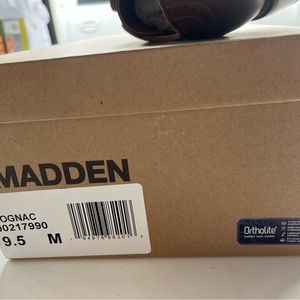 MADDEN
OGNAC
00217990
9.5 M
Ortholite